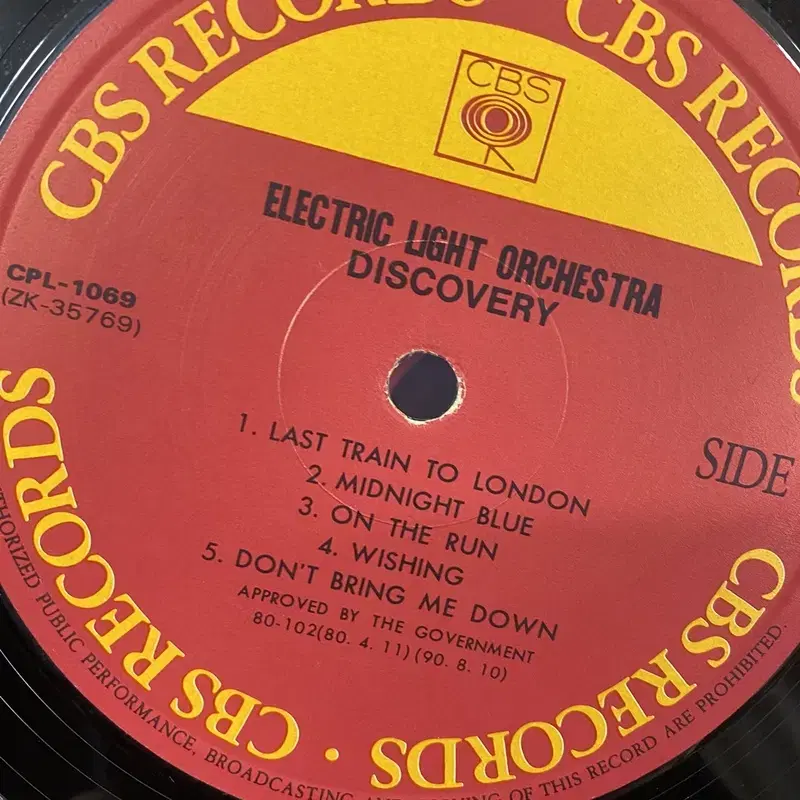 CBS RECORDS
CBS RECORDS
CBS
ELECTRIC LIGHT ORCHESTRA
DISCOVERY
CPL-1069
(ZK-35769)
SIDE
1. LAST TRAIN TO LONDON
2. MIDNIGHT BLUE
3. ON THE RUN
4. WISHING
5. DON'T BRING ME DOWN
APPROVED BY THE GOVERNMENT
80-102(80. 4. 11)(90. 8. 10)
CBS RECORDS · CBS RECORDS
PUBLIC PERFORMANCE, BROADCASTING AND OF THIS RECORD ARE PROHIBITED.